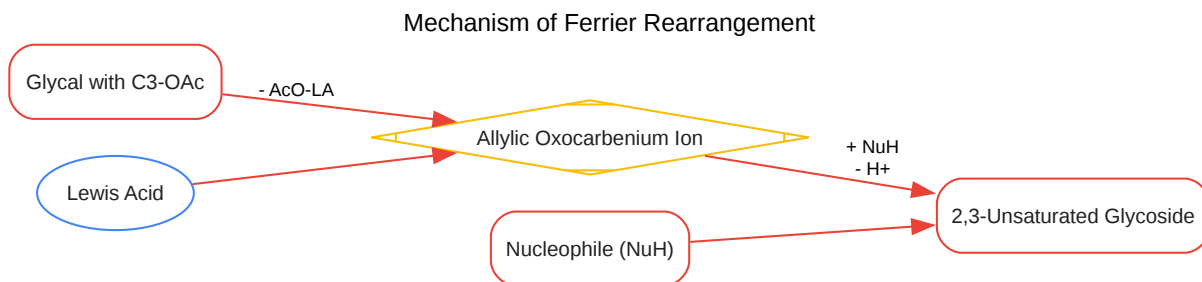 Mechanism of Ferrier Rearrangement
Glycal with C3-OAc
- AcO-LA
Allylic Oxocarbenium Ion
Lewis Acid
+ NuH
- H+
2,3-Unsaturated Glycoside
Nucleophile (NuH)